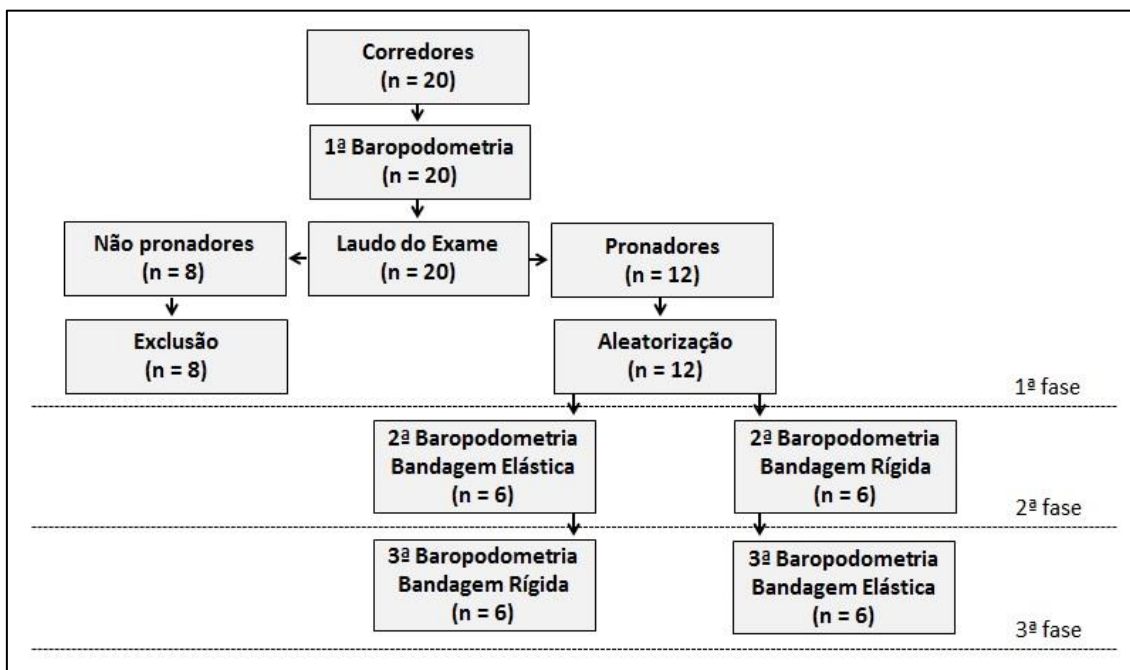 Corredores
(n = 20)
1ª Baropodometria
(n = 20)
Não pronadores
(n = 8)
Laudo do Exame
(n = 20)
Pronadores
(n = 12)
Exclusão
(n = 8)
Aleatorização
(n = 12)
1ª fase
2ª Baropodometria
Bandagem Elástica
(n = 6)
2ª Baropodometria
Bandagem Rígida
(n = 6)
2ª fase
3ª Baropodometria
Bandagem Rígida
(n = 6)
3ª Baropodometria
Bandagem Elástica
(n = 6)
3ª fase